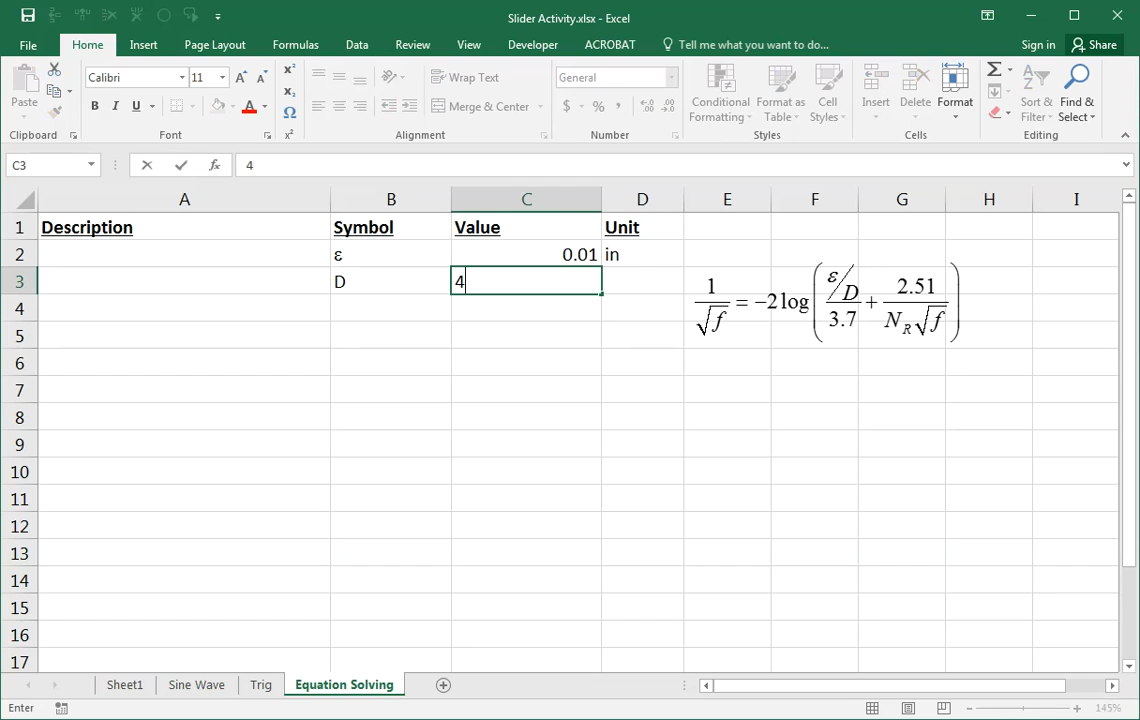 Slider Activity.xlsx - Excel
File Home Insert Page Layout Formulas Data Review View Developer ACROBAT Tell me what you want to do... Sign in Share
Paste
Calibri 11
B I U A
x² x₂ Ω x²
Wrap Text
Merge & Center
General
$ % ,
Conditional Formatting
Format as Table
Cell Styles
Insert Delete Format
Sort & Filter
Find & Select
Clipboard Font Alignment Number Styles Cells Editing
C3 fx 4
A B C D E F G H I
1 Description Symbol Value Unit
2 ε 0.01 in
3 D 4
1/√f = −2 log( (ε/D)/3.7 + 2.51/(N_R √f) )
4
5
6
7
8
9
10
11
12
13
14
15
16
17
Sheet1 Sine Wave Trig Equation Solving
Enter 145%